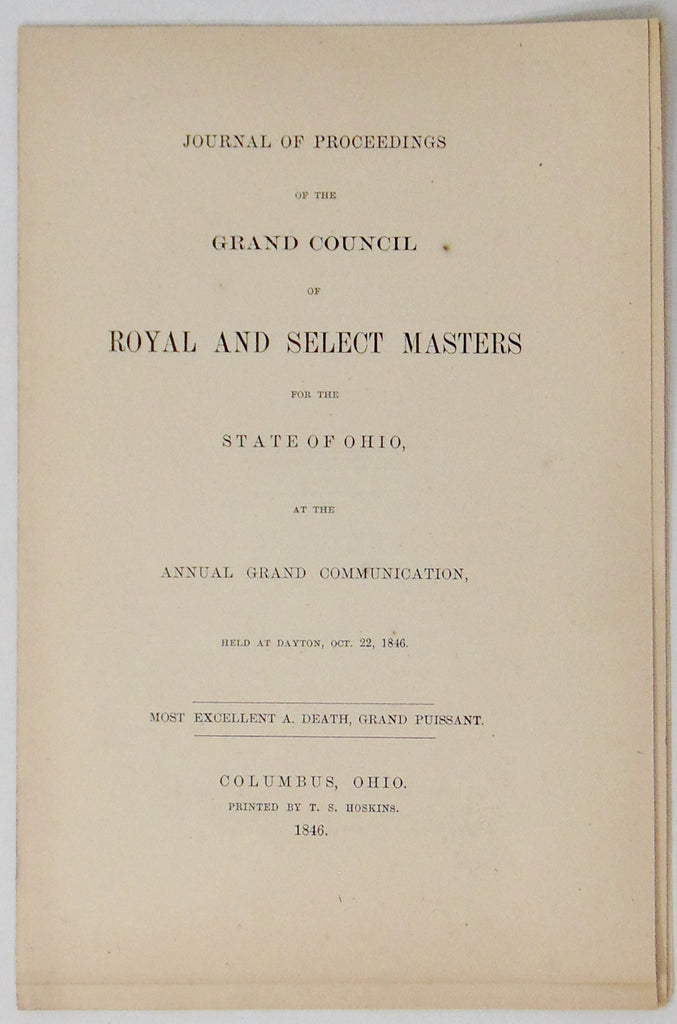 JOURNAL OF PROCEEDINGS
OF THE
GRAND COUNCIL
OF
ROYAL AND SELECT MASTERS
FOR THE
STATE OF OHIO,
AT THE
ANNUAL GRAND COMMUNICATION,
HELD AT DAYTON, OCT. 22, 1846.
MOST EXCELLENT A. DEATH, GRAND PUISSANT.
COLUMBUS, OHIO.
PRINTED BY T. S. HOSKINS.
1846.